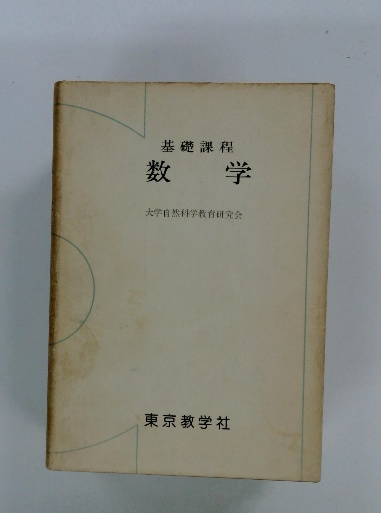 基礎課程
数学
大学自然科学教育研究会
東京教学社